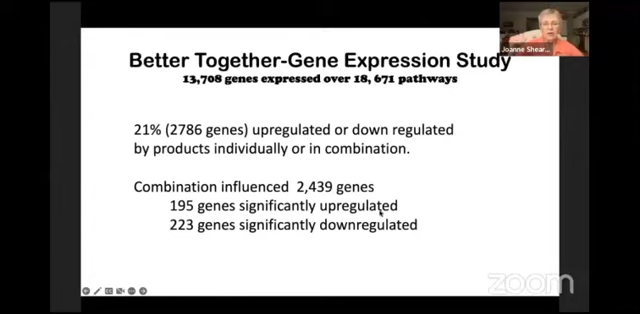 Better Together-Gene Expression Study
13,708 genes expressed over 18, 671 pathways
21% (2786 genes) upregulated or down regulated
by products individually or in combination.
Combination influenced 2,439 genes
195 genes significantly upregulated
223 genes significantly downregulated
Joanne Shear...
zoom